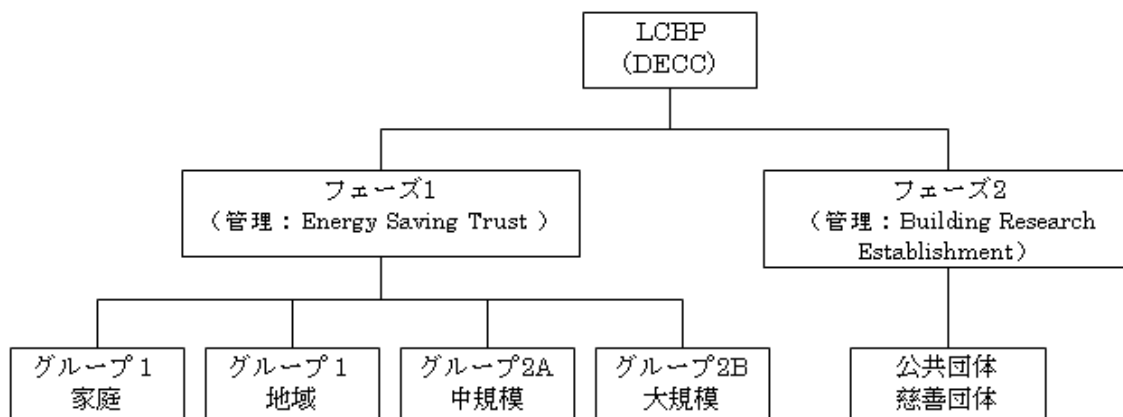 LCBP
(DECC)
フェーズ1
（管理：Energy Saving Trust ）
フェーズ2
（管理：Building Research
Establishment）
グループ1
家庭
グループ1
地域
グループ2A
中規模
グループ2B
大規模
公共団体
慈善団体